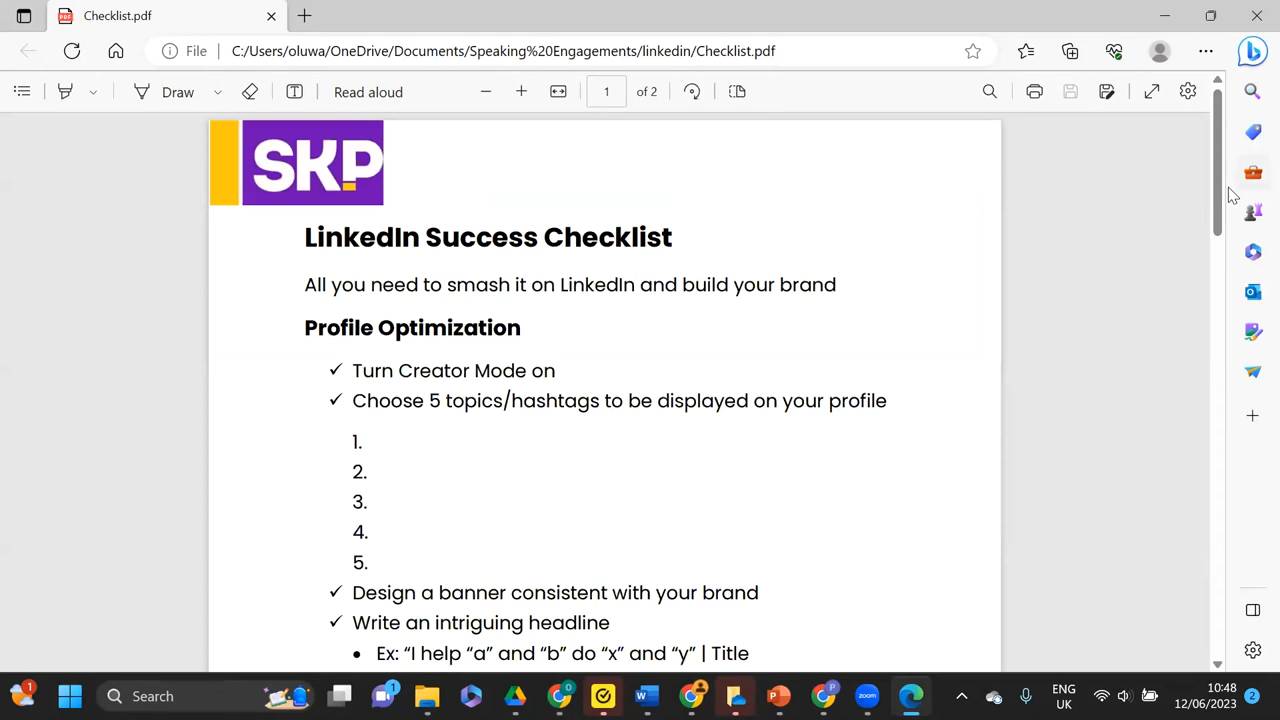 Checklist.pdf
File
C:/Users/oluwa/OneDrive/Documents/Speaking%20Engagements/linkedin/Checklist.pdf
Draw
Read aloud
1
of 2
SKP
LinkedIn Success Checklist
All you need to smash it on LinkedIn and build your brand
Profile Optimization
✓ Turn Creator Mode on
✓ Choose 5 topics/hashtags to be displayed on your profile
1.
2.
3.
4.
5.
✓ Design a banner consistent with your brand
✓ Write an intriguing headline
• Ex: “I help “a” and “b” do “x” and “y” | Title
1
Search
1
O
P
zoom
ENG
UK
10:48
12/06/2023
2